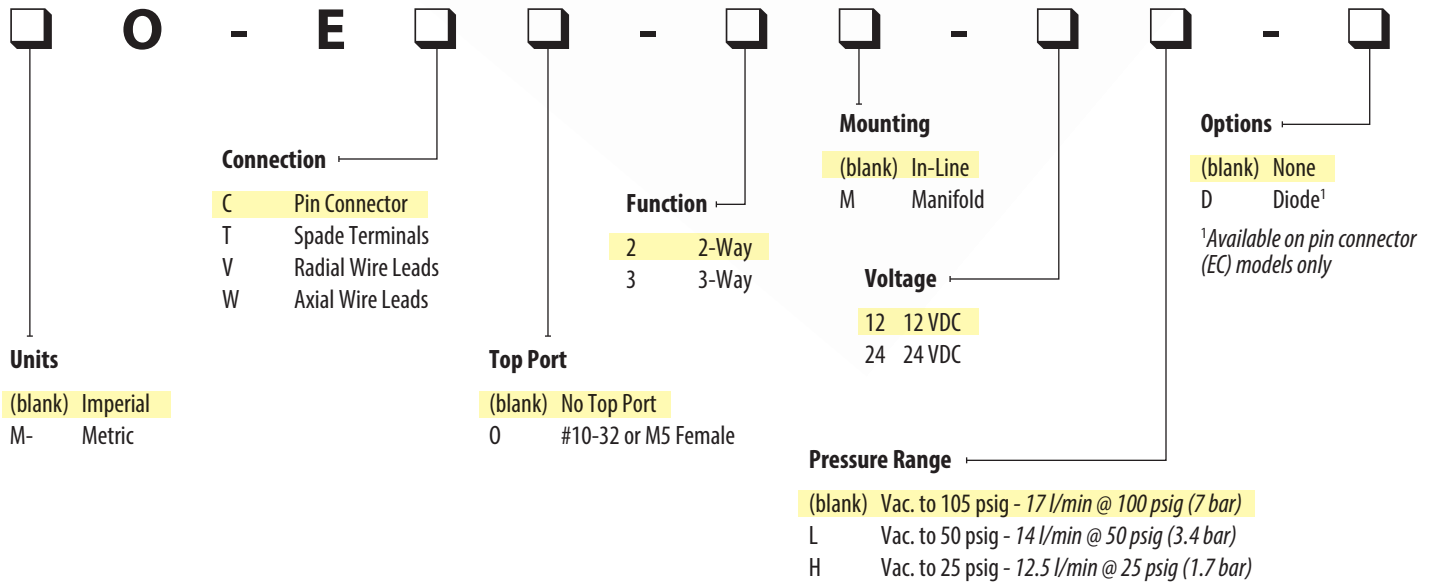 O - E - - -
Mounting
(blank) In-Line
M Manifold
Options
(blank) None
D Diode1
1Available on pin connector
(EC) models only
Connection
C Pin Connector
T Spade Terminals
V Radial Wire Leads
W Axial Wire Leads
Function
2 2-Way
3 3-Way
Voltage
12 12 VDC
24 24 VDC
Units
(blank) Imperial
M- Metric
Top Port
(blank) No Top Port
O #10-32 or M5 Female
Pressure Range
(blank) Vac. to 105 psig - 17 l/min @ 100 psig (7 bar)
L Vac. to 50 psig - 14 l/min @ 50 psig (3.4 bar)
H Vac. to 25 psig - 12.5 l/min @ 25 psig (1.7 bar)